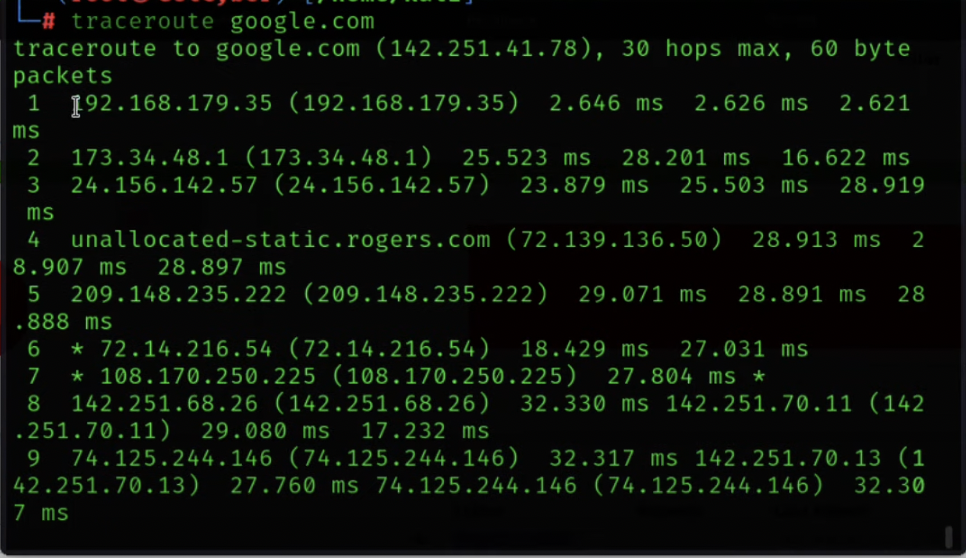 └─# traceroute google.com
traceroute to google.com (142.251.41.78), 30 hops max, 60 byte
packets
1 192.168.179.35 (192.168.179.35) 2.646 ms 2.626 ms 2.621
ms
2 173.34.48.1 (173.34.48.1) 25.523 ms 28.201 ms 16.622 ms
3 24.156.142.57 (24.156.142.57) 23.879 ms 25.503 ms 28.919
ms
4 unallocated-static.rogers.com (72.139.136.50) 28.913 ms 2
8.907 ms 28.897 ms
5 209.148.235.222 (209.148.235.222) 29.071 ms 28.891 ms 28
.888 ms
6 * 72.14.216.54 (72.14.216.54) 18.429 ms 27.031 ms
7 * 108.170.250.225 (108.170.250.225) 27.804 ms *
8 142.251.68.26 (142.251.68.26) 32.330 ms 142.251.70.11 (142
.251.70.11) 29.080 ms 17.232 ms
9 74.125.244.146 (74.125.244.146) 32.317 ms 142.251.70.13 (1
42.251.70.13) 27.760 ms 74.125.244.146 (74.125.244.146) 32.30
7 ms